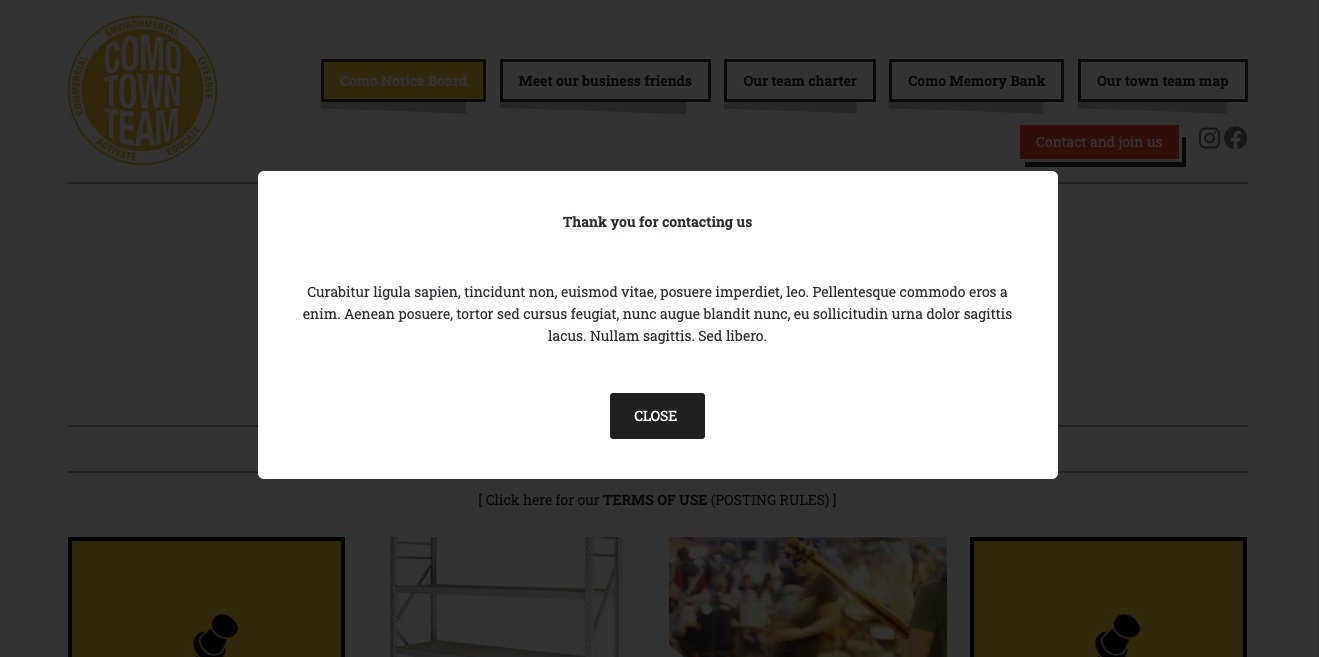 ENVIRONMENTAL
LIVEABLE
EDUCATE
ACTIVATE
COMMERCIAL
COMO
TOWN
TEAM
Como Notice Board
Meet our business friends
Our team charter
Como Memory Bank
Our town team map
Contact and join us
Thank you for contacting us
Curabitur ligula sapien, tincidunt non, euismod vitae, posuere imperdiet, leo. Pellentesque commodo eros a
enim. Aenean posuere, tortor sed cursus feugiat, nunc augue blandit nunc, eu sollicitudin urna dolor sagittis
lacus. Nullam sagittis. Sed libero.
CLOSE
[ Click here for our TERMS OF USE (POSTING RULES) ]